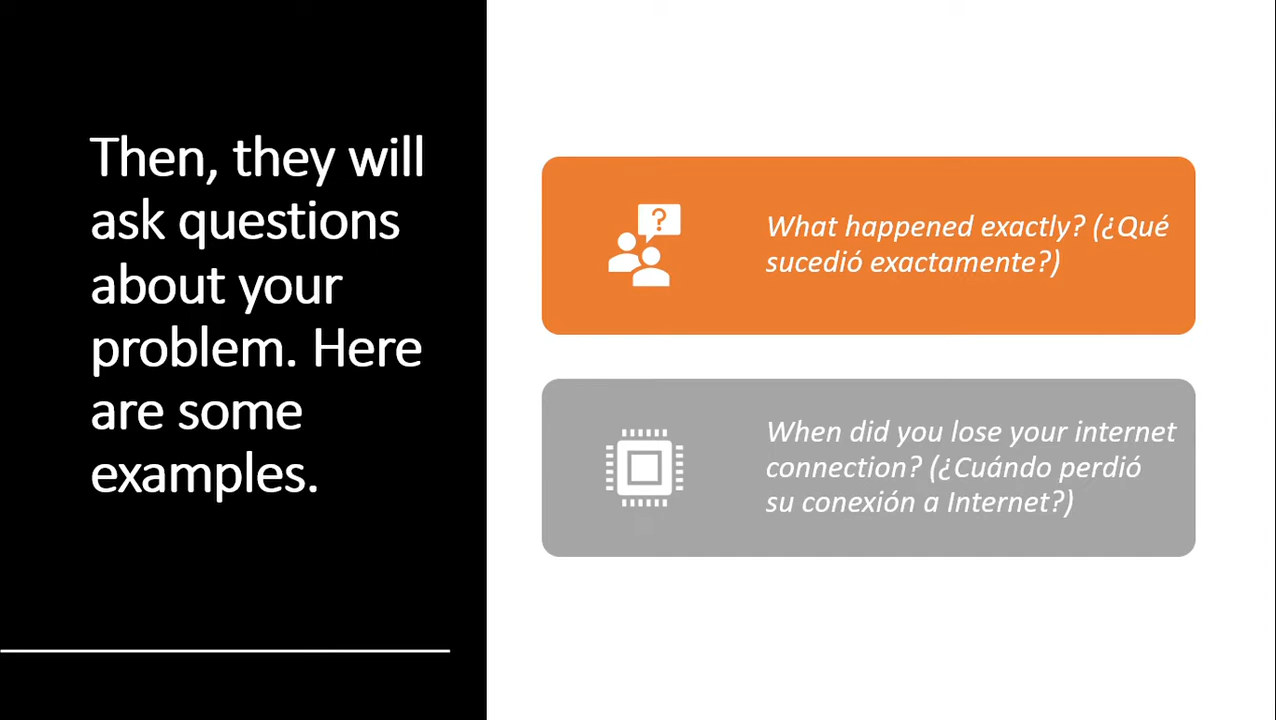 Then, they will
ask questions
about your
problem. Here
are some
examples.
?
What happened exactly? (¿Qué
sucedió exactamente?)
When did you lose your internet
connection? (¿Cuándo perdió
su conexión a Internet?)